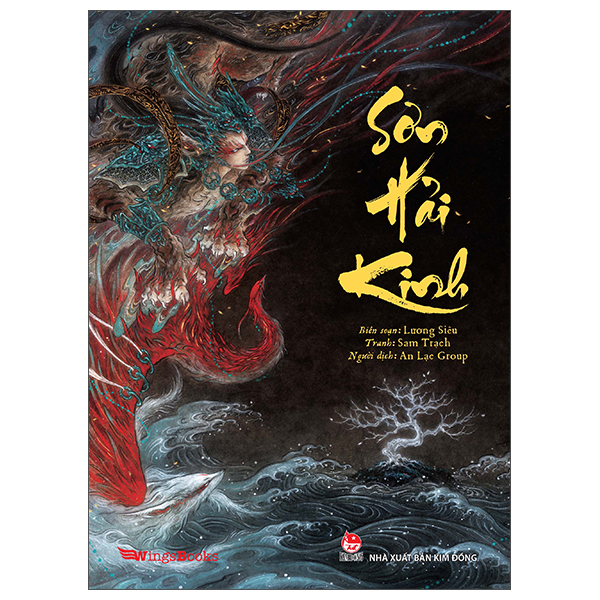 Sơn
Hải
Kinh
Biên soạn: Lương Siêu
Tranh: Sam Trạch
Người dịch: An Lạc Group
WingsBooks
NHÀ XUẤT BẢN KIM ĐỒNG